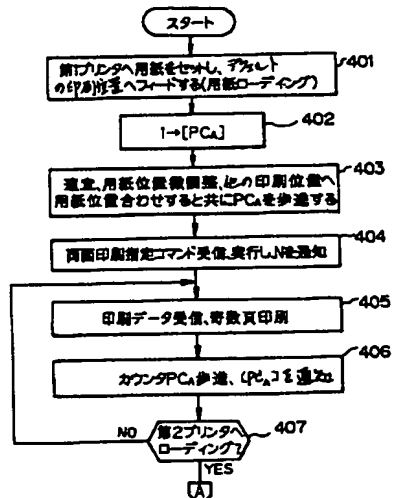 スタート
401
第1プリンタへ用紙をセットし、デフォルト
の印刷位置へフィードする(用紙ローディング)
402
1→[PCA]
403
選定、用紙位置微調整、他の印刷位置へ
用紙位置合わせすると共にPCAを歩進する
404
両面印刷指定コマンド受信、実行しNを通知
405
印刷データ受信、奇数頁印刷
406
カウンタPCA歩進、[PCA]を通知
407
第2プリンタへ
ローディング?
NO
YES
A